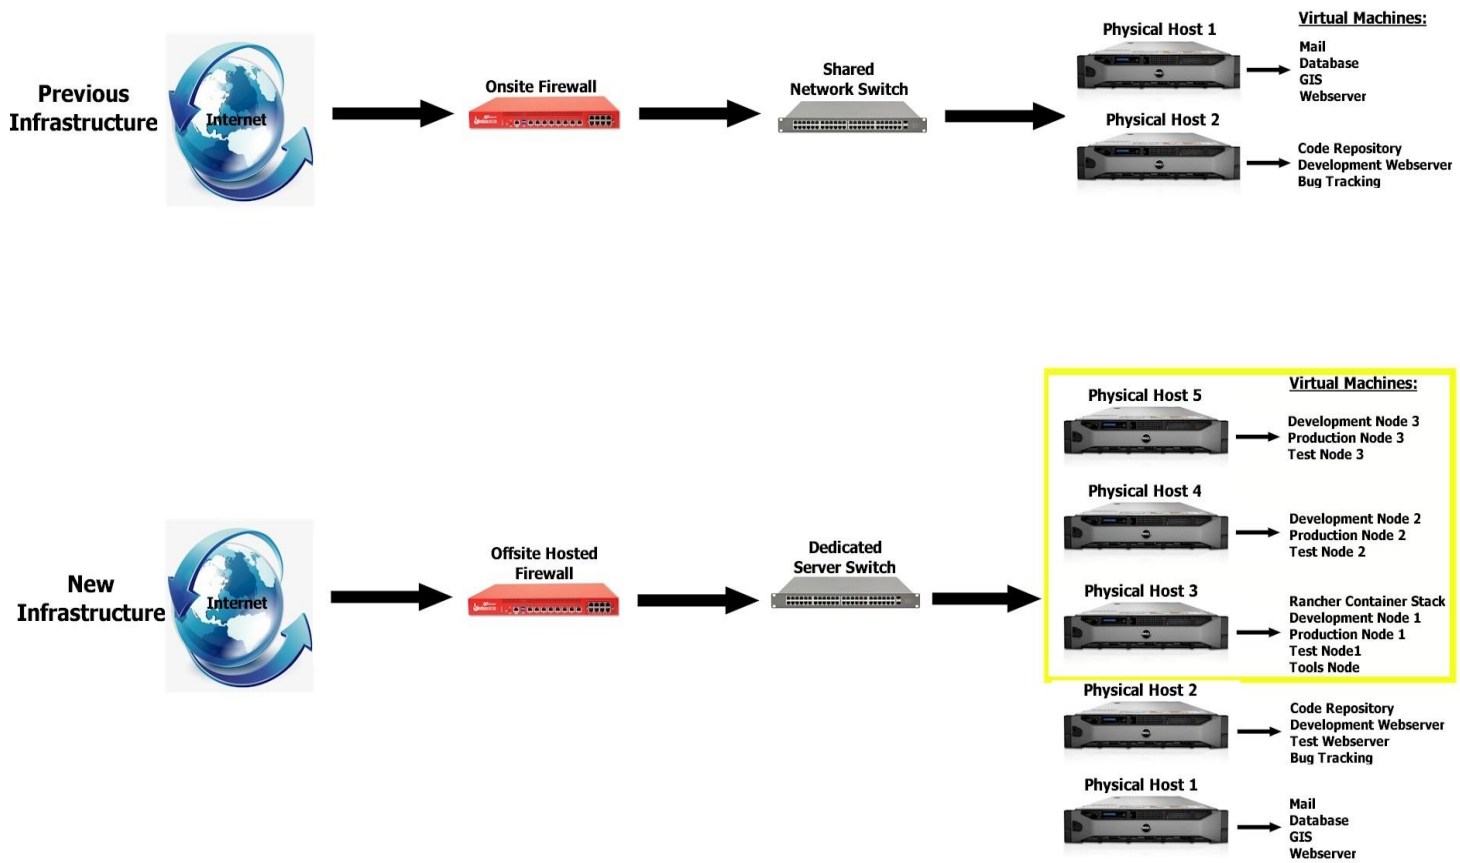 Previous
Infrastructure
Internet
Onsite Firewall
Shared
Network Switch
Physical Host 1
Virtual Machines:
Mail
Database
GIS
Webserver
Physical Host 2
Code Repository
Development Webserver
Bug Tracking
New
Infrastructure
Internet
Offsite Hosted
Firewall
Dedicated
Server Switch
Physical Host 5
Virtual Machines:
Development Node 3
Production Node 3
Test Node 3
Physical Host 4
Development Node 2
Production Node 2
Test Node 2
Physical Host 3
Rancher Container Stack
Development Node 1
Production Node 1
Test Node1
Tools Node
Physical Host 2
Code Repository
Development Webserver
Test Webserver
Bug Tracking
Physical Host 1
Mail
Database
GIS
Webserver